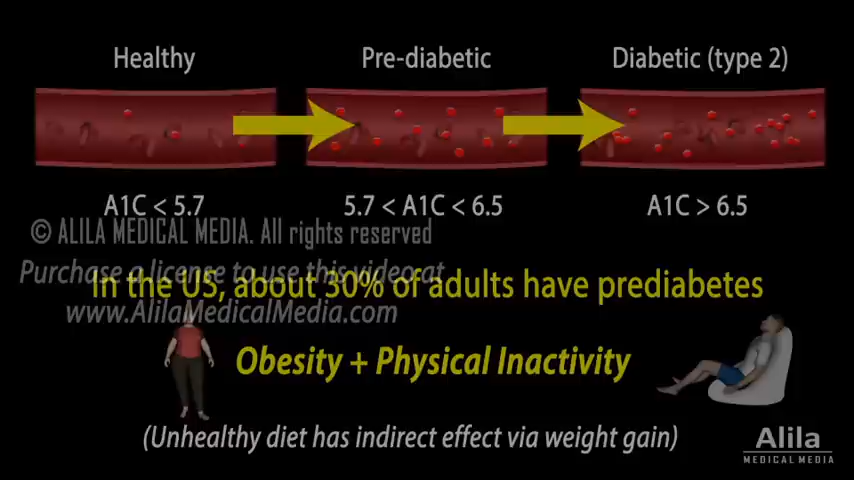 Healthy
Pre-diabetic
Diabetic (type 2)
A1C < 5.7
5.7 < A1C < 6.5
A1C > 6.5
© ALILA MEDICAL MEDIA. All rights reserved
Purchase a license to use this video at
In the US, about 30% of adults have prediabetes
www.AlilaMedicalMedia.com
Obesity + Physical Inactivity
(Unhealthy diet has indirect effect via weight gain)
Alila
MEDICAL MEDIA